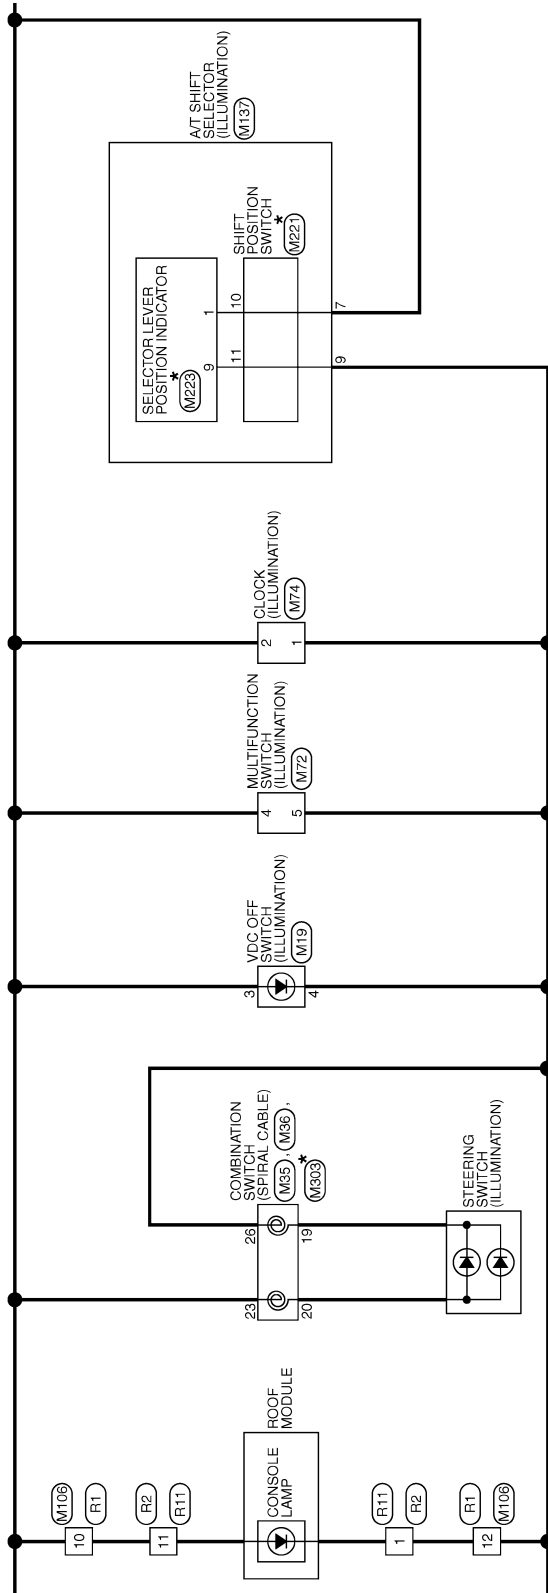 A/T SHIFT
SELECTOR
(ILLUMINATION)
M137
SHIFT
POSITION
SWITCH
*
M221
SELECTOR LEVER
POSITION INDICATOR
*
M223
1
10
7
9
11
9
CLOCK
(ILLUMINATION)
M74
2
1
MULTIFUNCTION
SWITCH
(ILLUMINATION)
M72
4
5
VDC OFF
SWITCH
(ILLUMINATION)
M19
3
4
COMBINATION
SWITCH
(SPIRAL CABLE)
M35 , M36 ,
*
M303
26
19
23
20
STEERING
SWITCH
(ILLUMINATION)
ROOF
MODULE
CONSOLE
LAMP
M106
R1
10
R2
R11
11
R11
R2
1
R1
M106
12